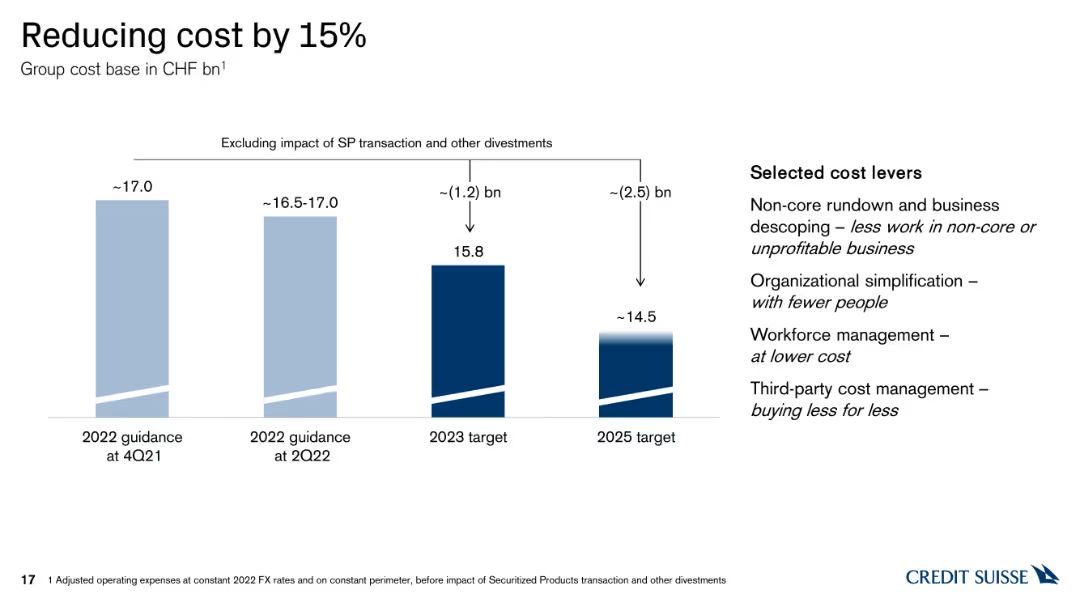 Reducing cost by 15%
Group cost base in CHF bn¹
Excluding impact of SP transaction and other divestments
~17.0
~16.5-17.0
~(1.2) bn
15.8
~(2.5) bn
~14.5
2022 guidance
at 4Q21
2022 guidance
at 2Q22
2023 target
2025 target
Selected cost levers
Non-core rundown and business
descoping – less work in non-core or
unprofitable business
Organizational simplification –
with fewer people
Workforce management –
at lower cost
Third-party cost management –
buying less for less
17 1 Adjusted operating expenses at constant 2022 FX rates and on constant perimeter, before impact of Securitized Products transaction and other divestments
CREDIT SUISSE